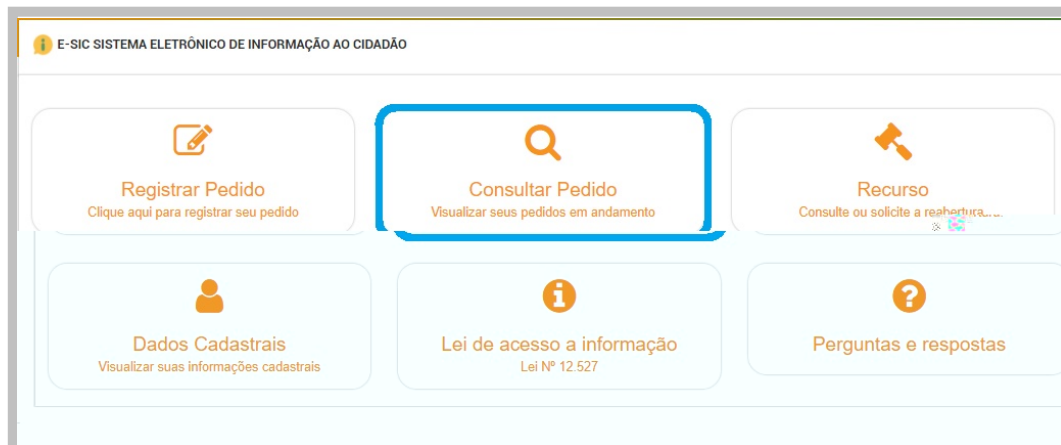 E-SIC SISTEMA ELETRÔNICO DE INFORMAÇÃO AO CIDADÃO
Registrar Pedido
Clique aqui para registrar seu pedido
Consultar Pedido
Visualizar seus pedidos em andamento
Recurso
Consulte ou solicite a reabertura...
Dados Cadastrais
Visualizar suas informações cadastrais
Lei de acesso a informação
Lei Nº 12.527
Perguntas e respostas